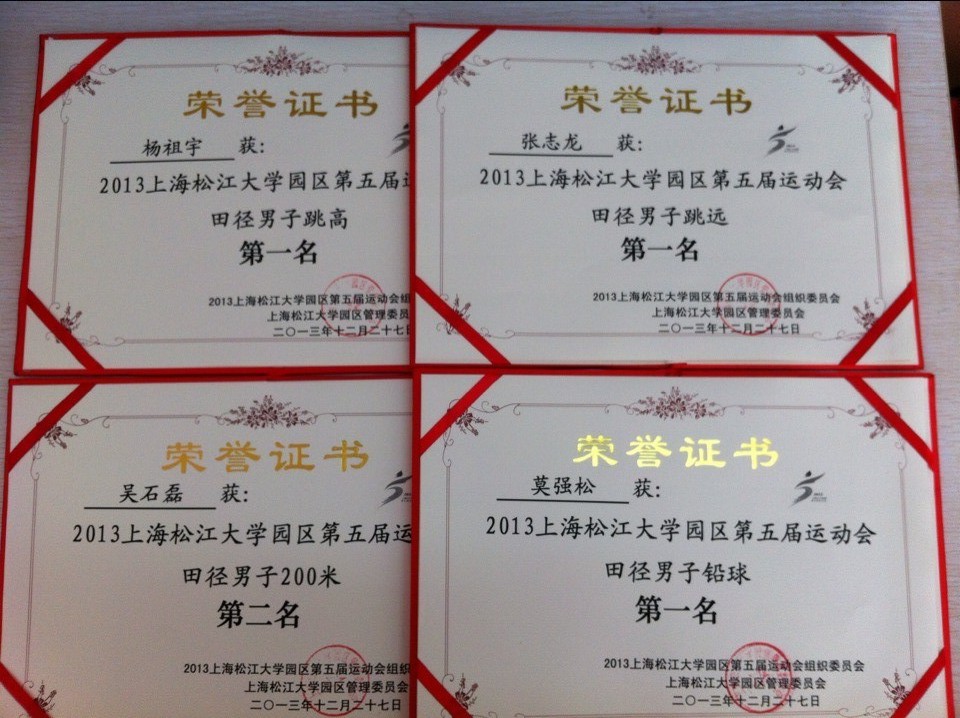 荣誉证书
杨祖宇 获:
2013上海松江大学园区第五届运
田径男子跳高
第一名
2013上海松江大学园区第五届运动会组
上海松江大学园区管理委员
二〇一三年十二月二十七
荣誉证书
张志龙 获:
2013上海松江大学园区第五届运动会
田径男子跳远
第一名
2013上海松江大学园区第五届运动会组织委员会
上海松江大学园区管理委员会
二〇一三年十二月二十七日
荣誉证书
吴石磊 获:
2013上海松江大学园区第五届运
田径男子200米
第二名
2013上海松江大学园区第五届运动会组织
上海松江大学园区管理委员会
二〇一三年十二月二十七日
荣誉证书
莫强松 获:
2013上海松江大学园区第五届运动会
田径男子铅球
第一名
2013上海松江大学园区第五届运动会组织委员会
上海松江大学园区管理委员会
二〇一三年十二月二十七日